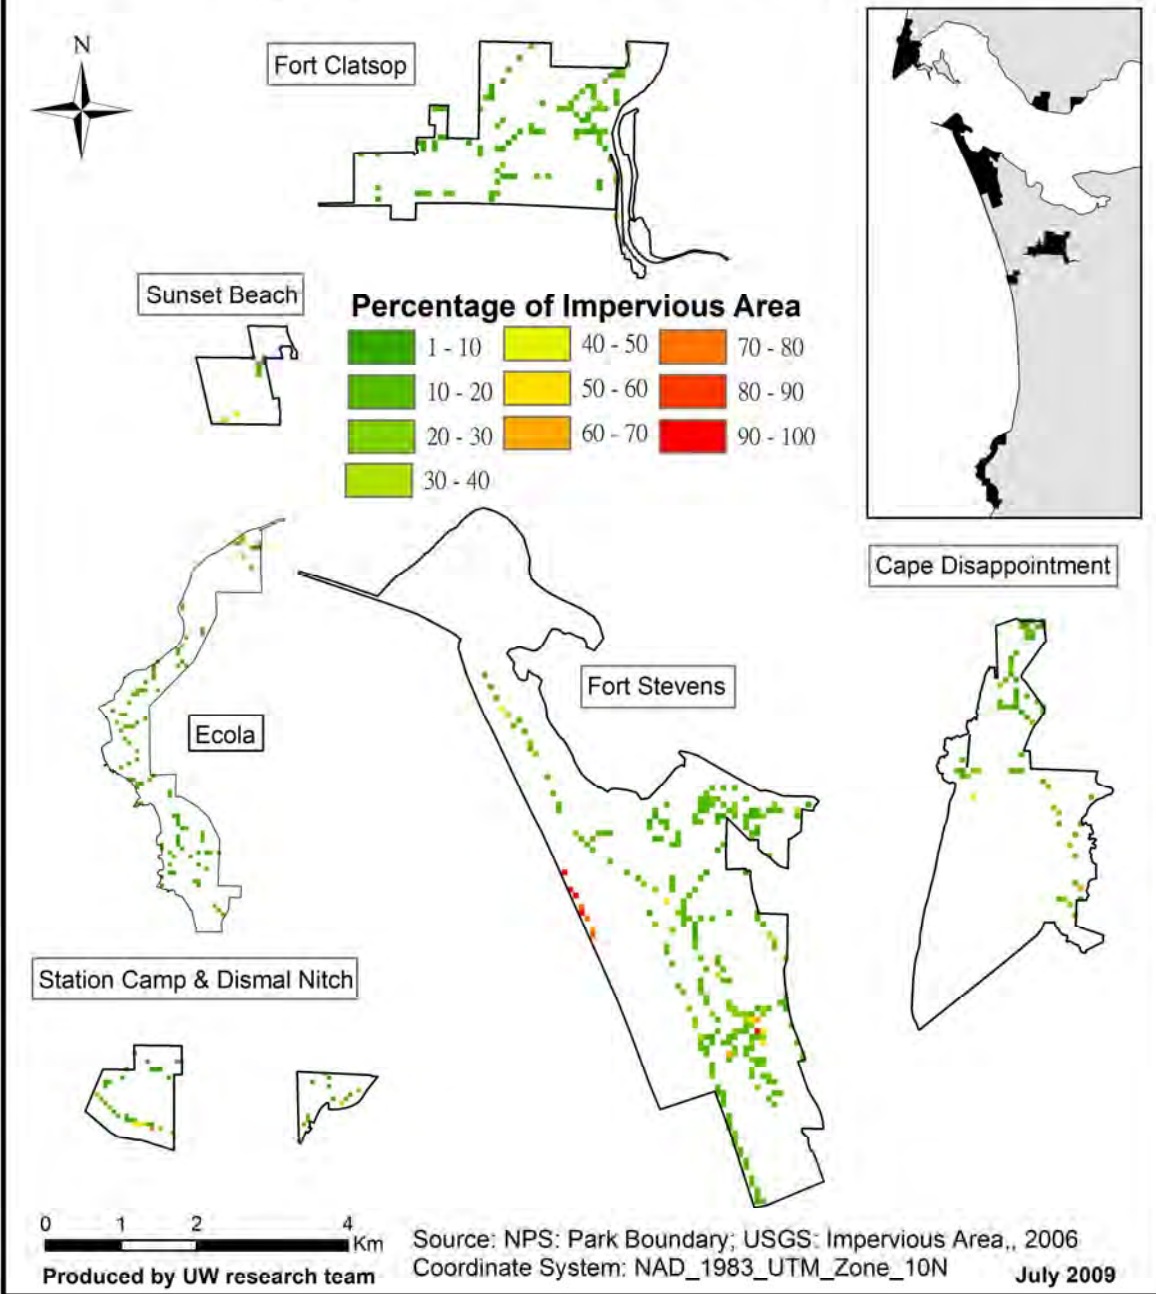 N
Fort Clatsop
Sunset Beach
Percentage of Impervious Area
1 - 10
10 - 20
20 - 30
30 - 40
40 - 50
50 - 60
60 - 70
70 - 80
80 - 90
90 - 100
Cape Disappointment
Fort Stevens
Ecola
Station Camp & Dismal Nitch
0 1 2 4
Km
Source: NPS: Park Boundary; USGS: Impervious Area,, 2006
Coordinate System: NAD_1983_UTM_Zone_10N
Produced by UW research team
July 2009